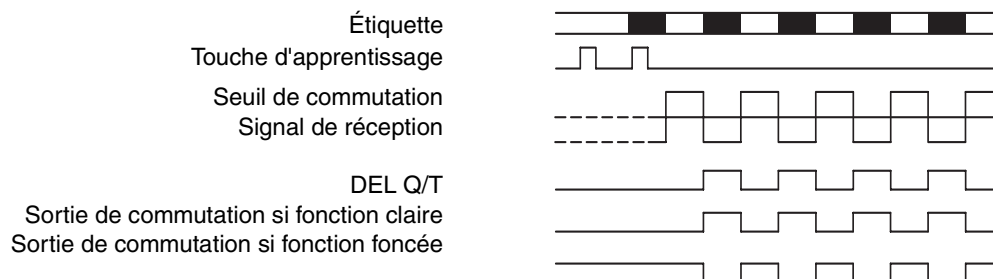 Étiquette
Touche d'apprentissage
Seuil de commutation
Signal de réception
DEL Q/T
Sortie de commutation si fonction claire
Sortie de commutation si fonction foncée